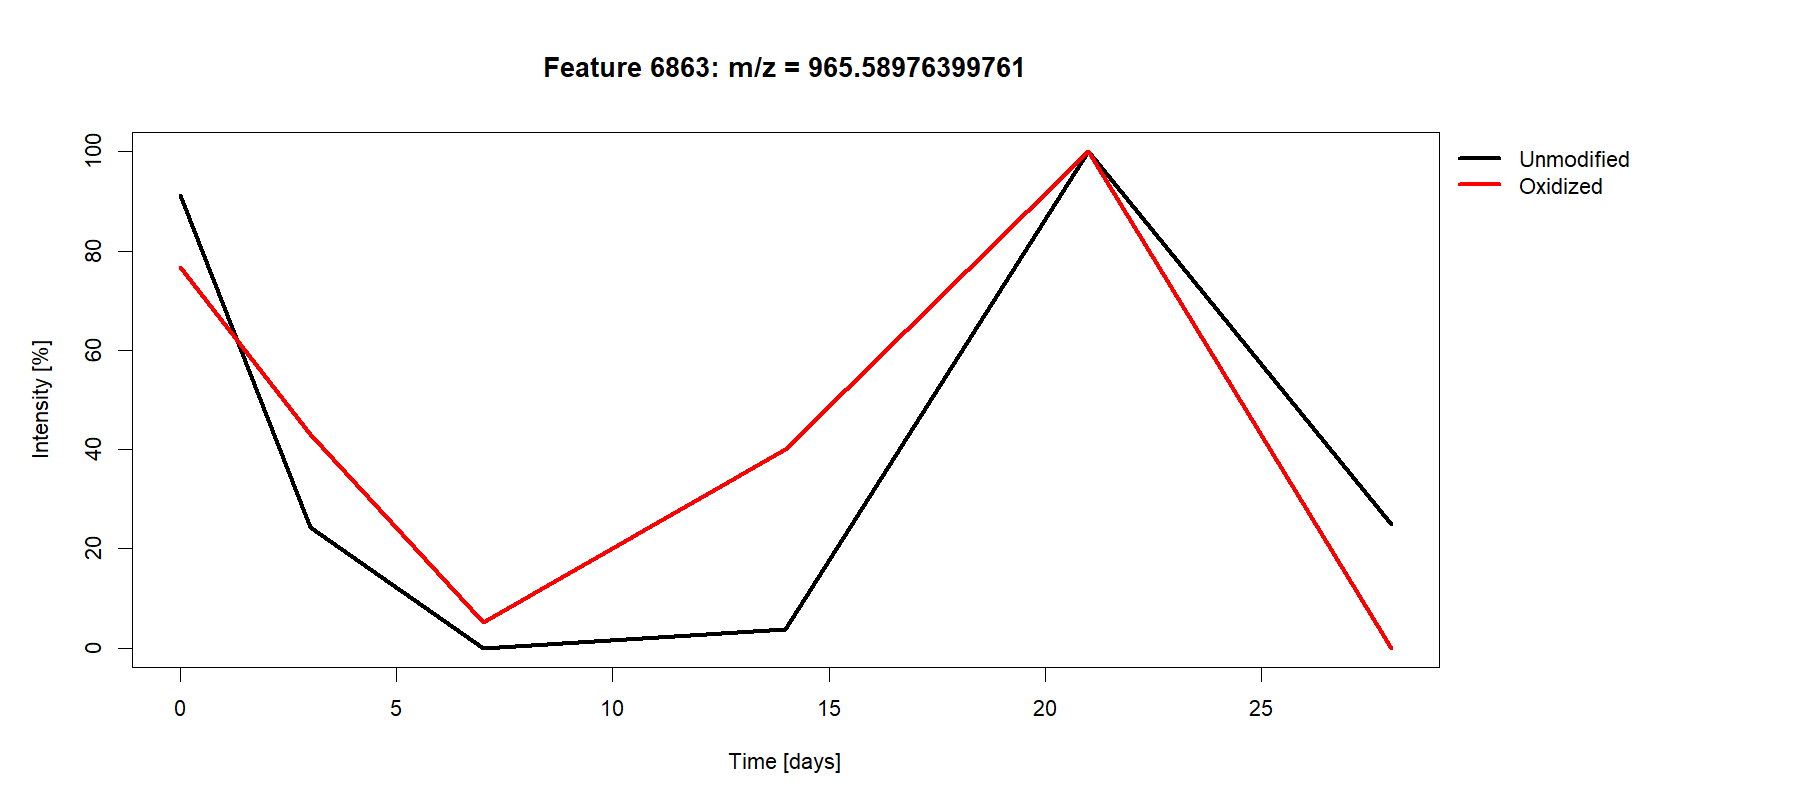 Feature 6863: m/z = 965.58976399761
Unmodified
Oxidized
Intensity [%]
100
80
60
40
20
0
0 5 10 15 20 25
Time [days]